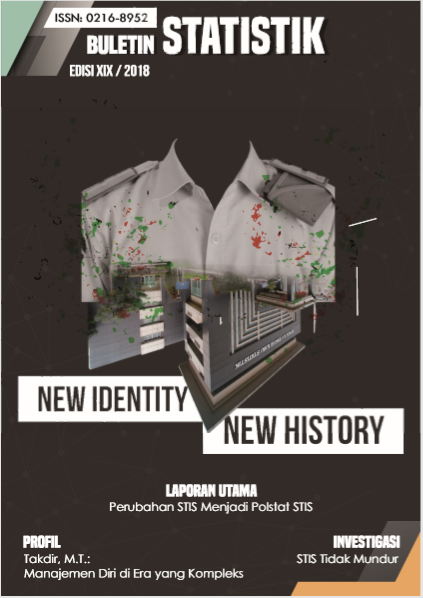 ISSN: 0216-8952
BULETIN STATISTIK
EDISI XIX / 2018
NEW IDENTITY
NEW HISTORY
LAPORAN UTAMA
Perubahan STIS Menjadi Polstat STIS
PROFIL
Takdir, M.T.:
Manajemen Diri di Era yang Kompleks
INVESTIGASI
STIS Tidak Mundur